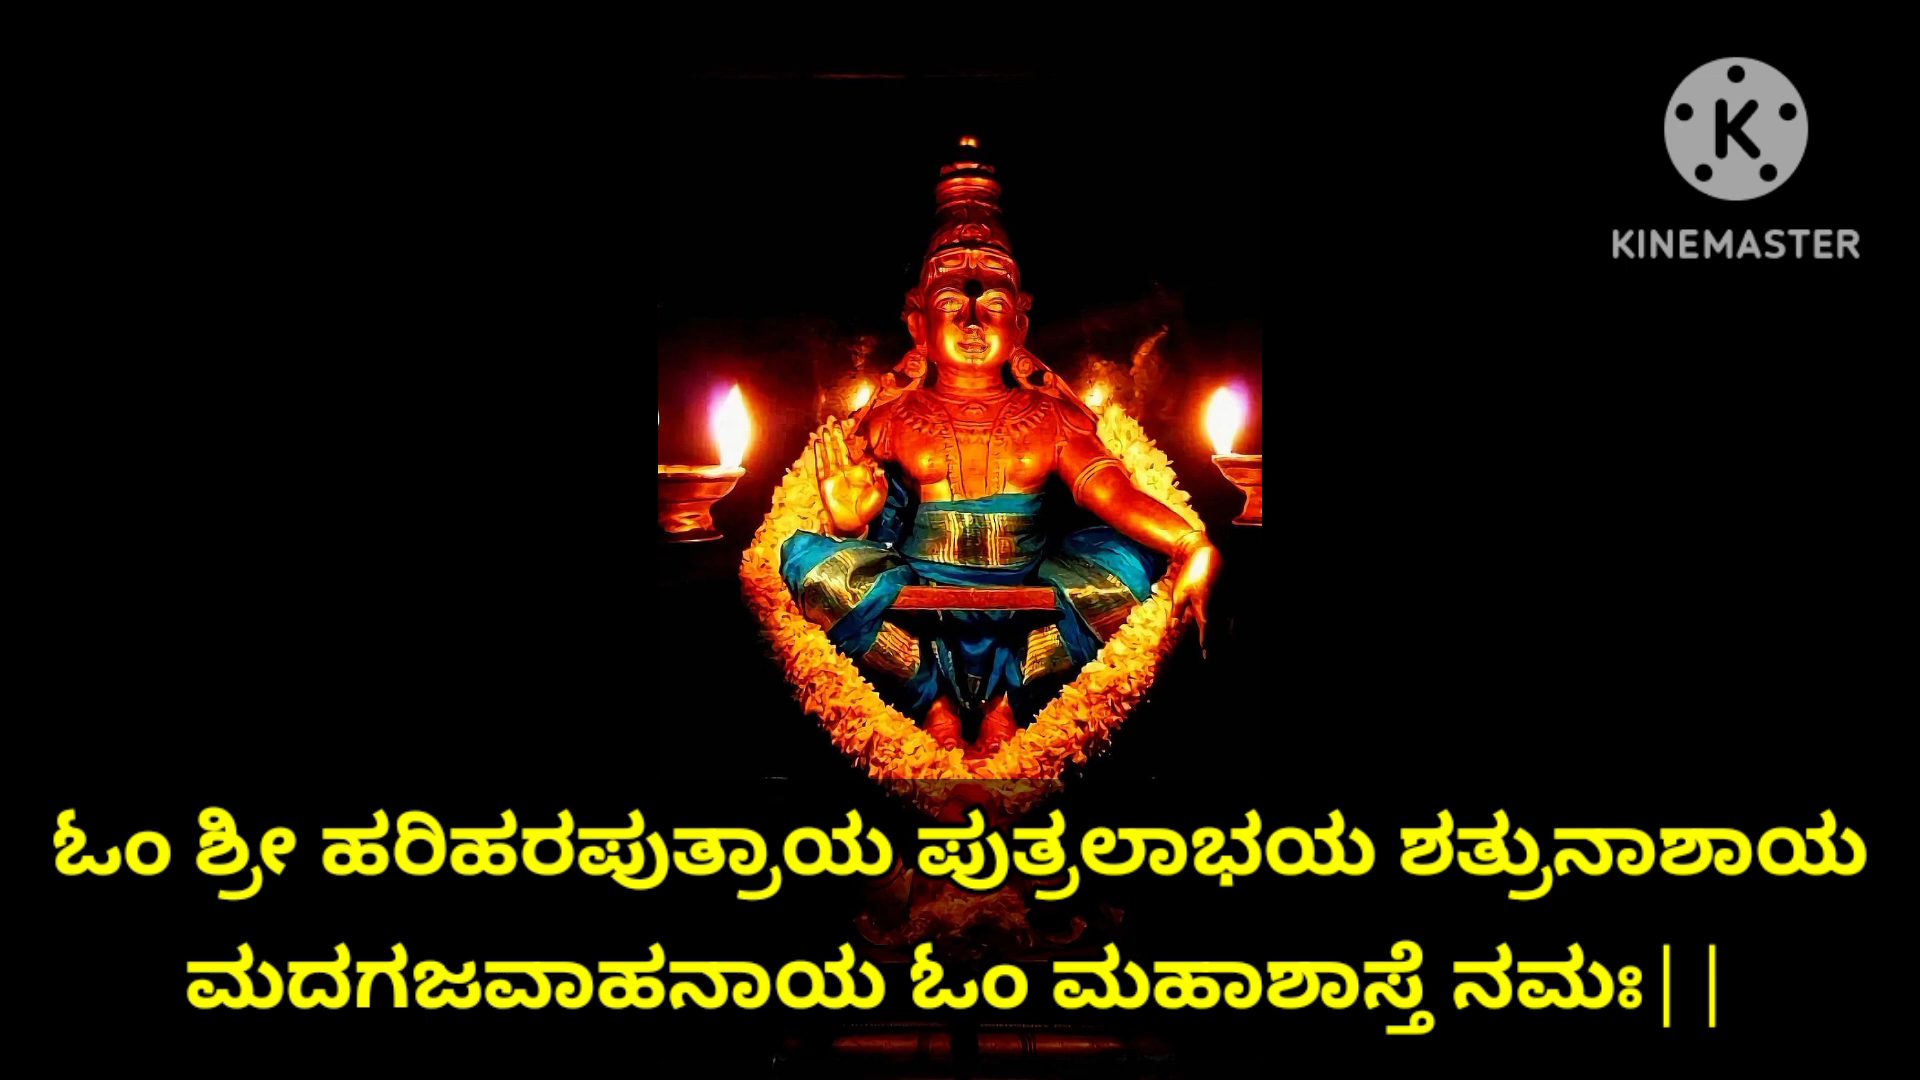 KINEMASTER
ಓಂ ಶ್ರೀ ಹರಿಹರಪುತ್ರಾಯ ಪುತ್ರಲಾಭಯ ಶತ್ರುನಾಶಾಯ
ಮದಗಜವಾಹನಾಯ ಓಂ ಮಹಾಶಾಸ್ತೆ ನಮಃ||